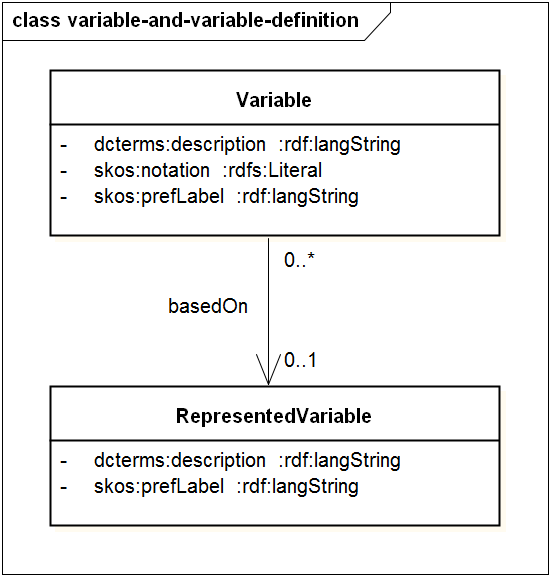 class variable-and-variable-definition
Variable
- dcterms:description :rdf:langString
- skos:notation :rdfs:Literal
- skos:prefLabel :rdf:langString
0..*
basedOn
0..1
RepresentedVariable
- dcterms:description :rdf:langString
- skos:prefLabel :rdf:langString